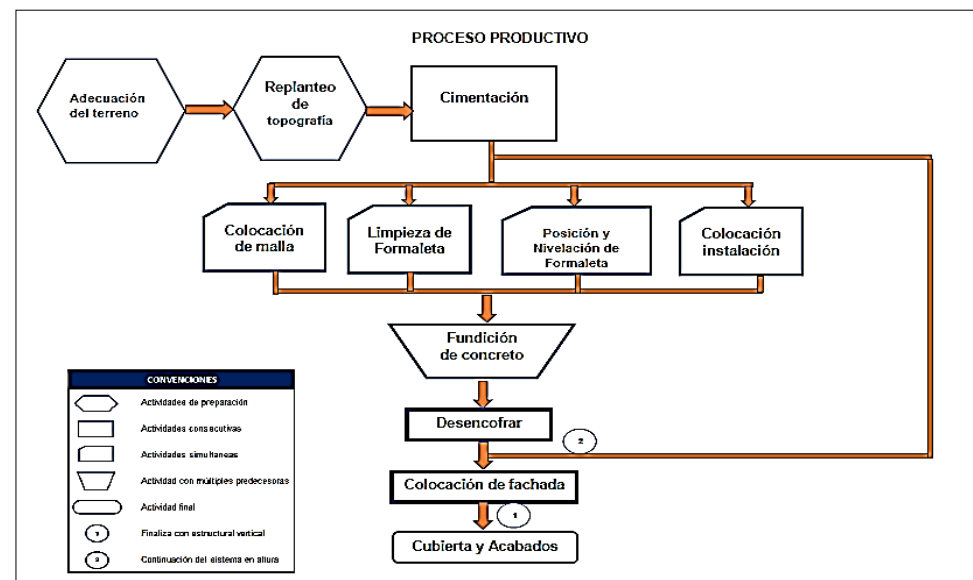 PROCESO PRODUCTIVO
Adecuación
del terreno
Replanteo
de
topografía
Cimentación
Colocación
de malla
Limpieza de
Formaleta
Posición y
Nivelación de
Formaleta
Colocación
instalación
Fundición
de concreto
Desencofrar
2
Colocación de fachada
1
Cubierta y Acabados
CONVENCIONES
Actividades de preparación
Actividades consecutivas
Actividades simultaneas
Actividad con múltiples predecesoras
Actividad final
Finaliza con estructural vertical
Continuación del sistema en altura